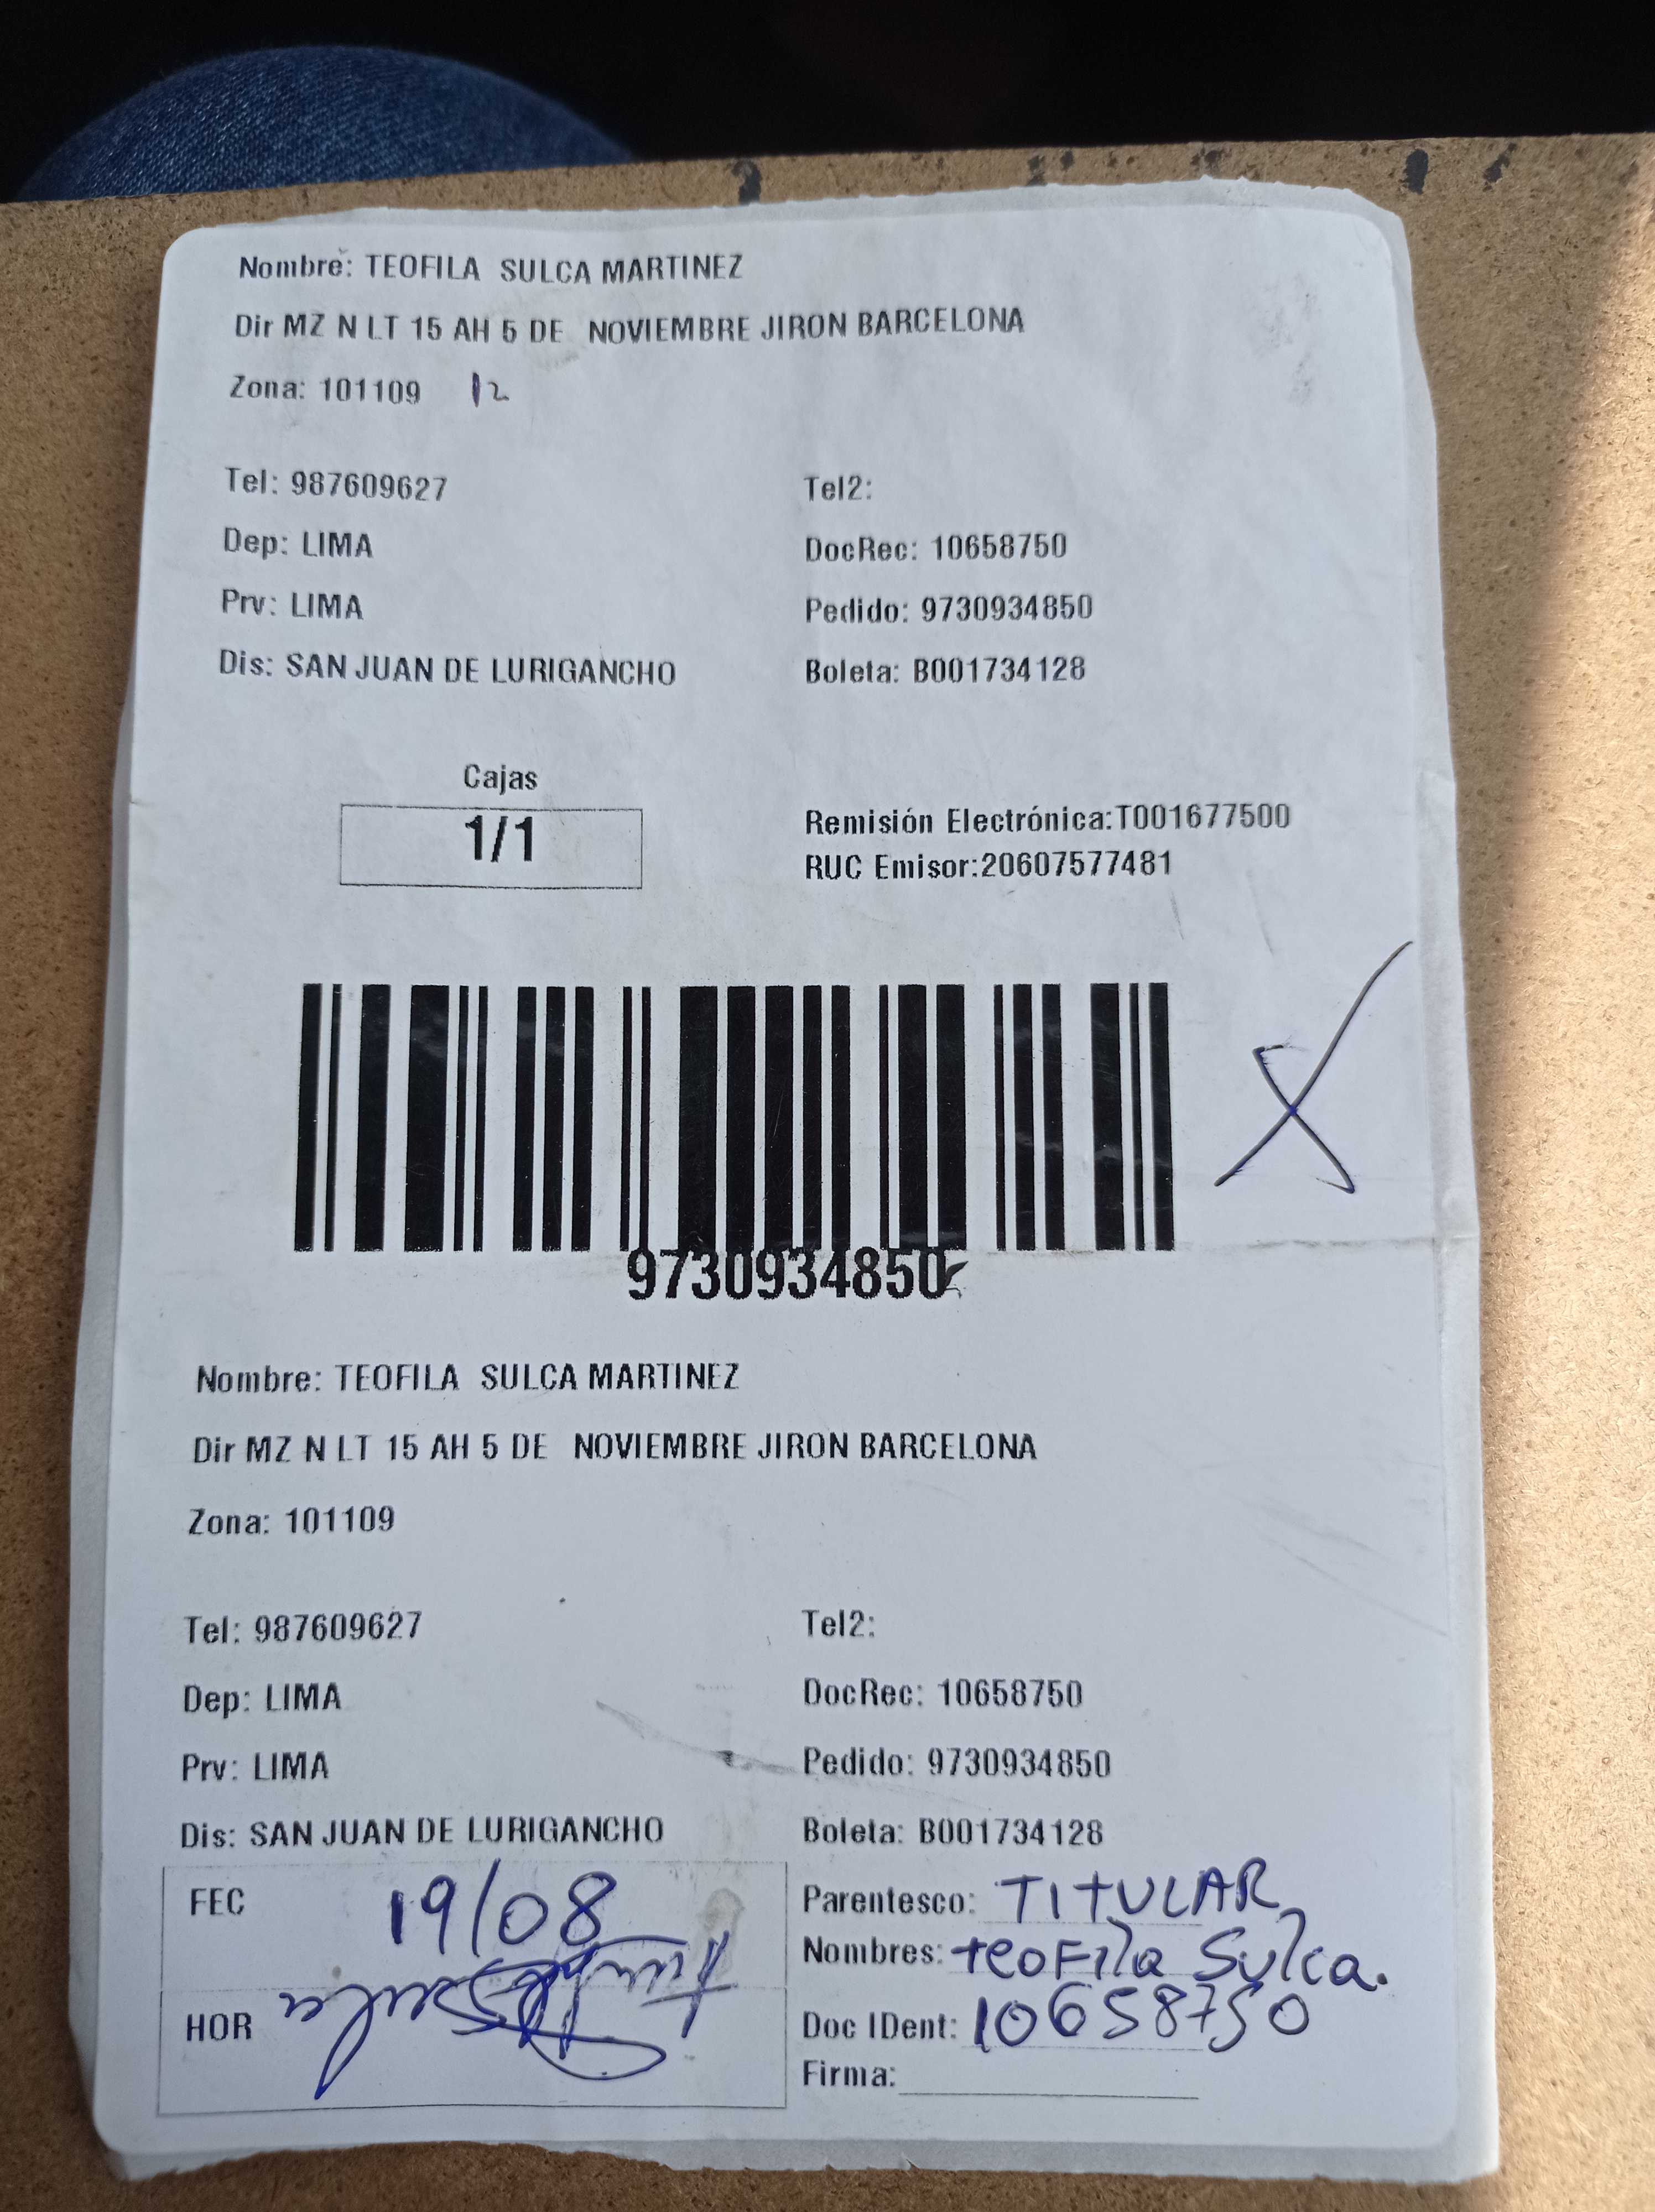 Nombre: TEOFILA SULCA MARTINEZ
Dir MZ N LT 15 AH 5 DE NOVIEMBRE JIRON BARCELONA
Zona: 101109 12
Tel: 987609627 Tel2:
Dep: LIMA DocRec: 10658750
Prv: LIMA Pedido: 9730934850
Dis: SAN JUAN DE LURIGANCHO Boleta: B001734128
Cajas
1/1
Remisión Electrónica:T001677500
RUC Emisor:20607577481
X
9730934850
Nombre: TEOFILA SULCA MARTINEZ
Dir MZ N LT 15 AH 5 DE NOVIEMBRE JIRON BARCELONA
Zona: 101109
Tel: 987609627 Tel2:
Dep: LIMA DocRec: 10658750
Prv: LIMA Pedido: 9730934850
Dis: SAN JUAN DE LURIGANCHO Boleta: B001734128
FEC 19/08
HOR
Parentesco: TITULAR
Nombres: teoFila Sulca.
Doc IDent: 10658750
Firma: